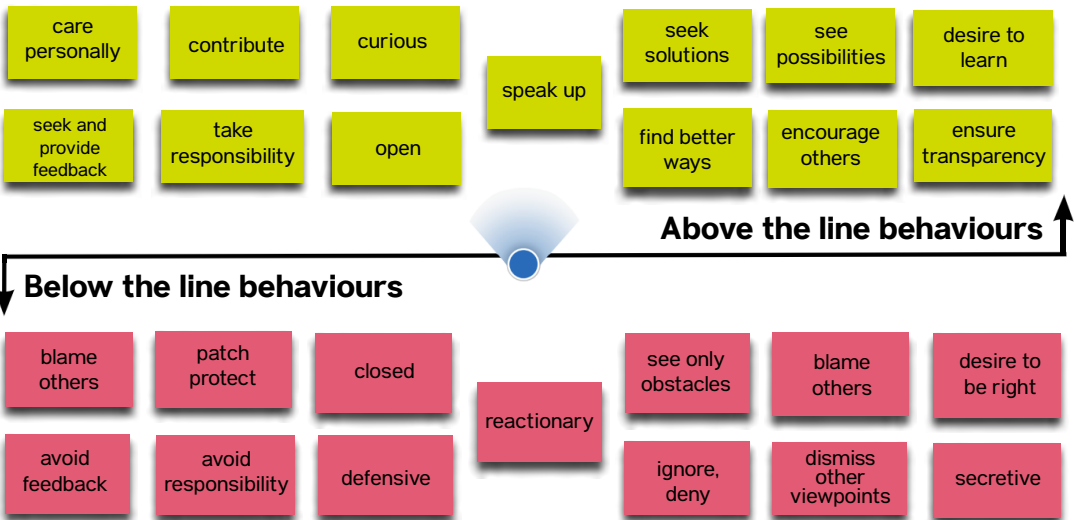 care
personally
contribute
curious
speak up
seek
solutions
see
possibilities
desire to
learn
seek and
provide
feedback
take
responsibility
open
find better
ways
encourage
others
ensure
transparency
Above the line behaviours
Below the line behaviours
blame
others
patch
protect
closed
reactionary
see only
obstacles
blame
others
desire to
be right
avoid
feedback
avoid
responsibility
defensive
ignore,
deny
dismiss
other
viewpoints
secretive